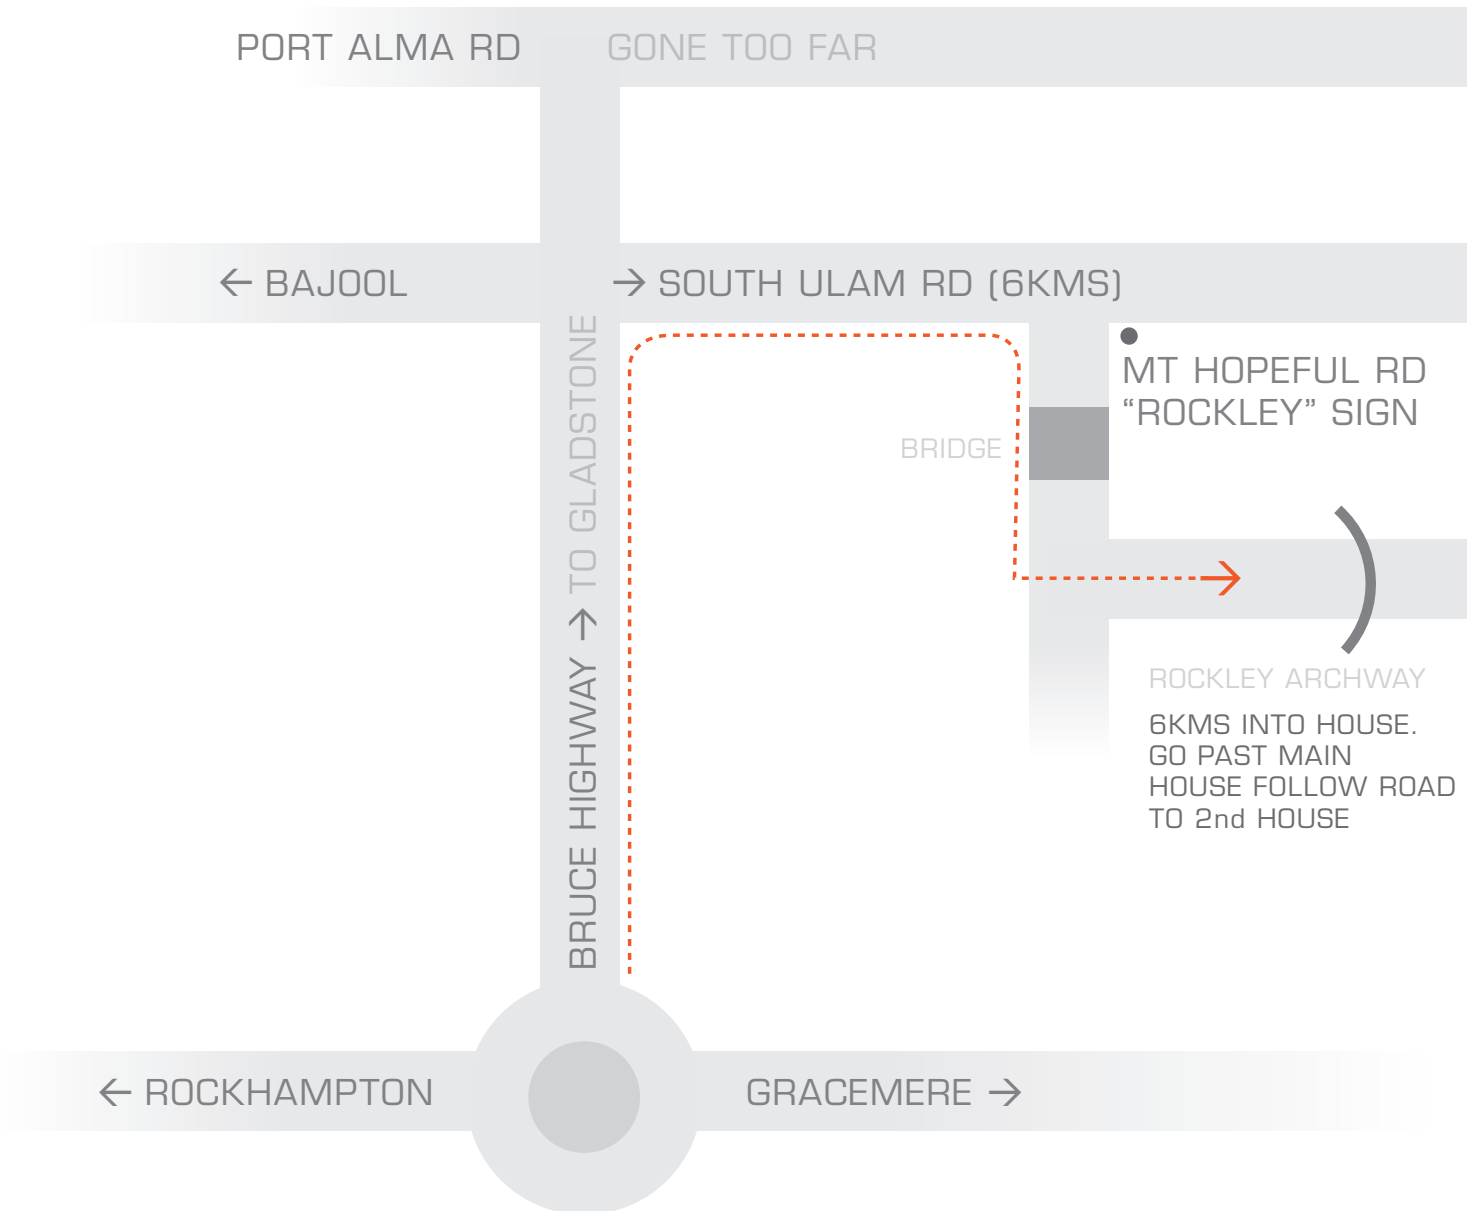 PORT ALMA RD
GONE TOO FAR
← BAJOOL
→ SOUTH ULAM RD (6KMS)
MT HOPEFUL RD
“ROCKLEY” SIGN
BRIDGE
BRUCE HIGHWAY → TO GLADSTONE
ROCKLEY ARCHWAY
6KMS INTO HOUSE.
GO PAST MAIN
HOUSE FOLLOW ROAD
TO 2nd HOUSE
← ROCKHAMPTON
GRACEMERE →